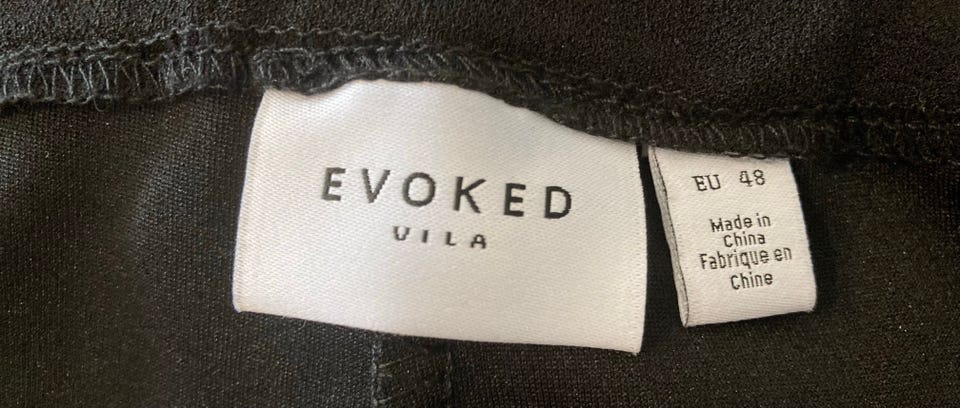 EVOKED
VILA
EU 48
Made in
China
Fabrique en
Chine